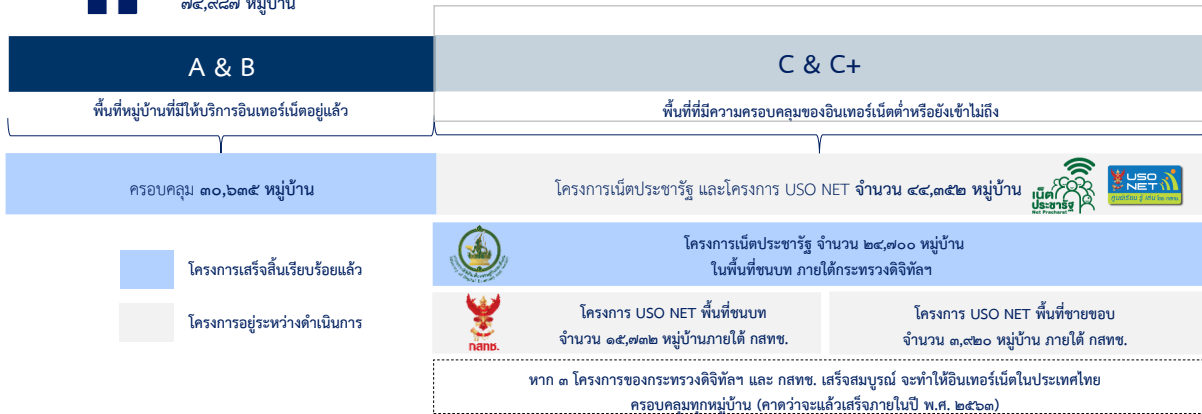 ๗๔,๙๘๗ หมู่บ้าน
A & B
C & C+
พื้นที่หมู่บ้านที่มีให้บริการอินเทอร์เน็ตอยู่แล้ว
พื้นที่ที่มีความครอบคลุมของอินเทอร์เน็ตต่ำหรือยังเข้าไม่ถึง
ครอบคลุม ๓๐,๖๓๕ หมู่บ้าน
โครงการเน็ตประชารัฐ และโครงการ USO NET จำนวน ๔๔,๓๕๒ หมู่บ้าน
เน็ต
ประชารัฐ
Net Pracharat
USO
NET
โครงการเน็ตประชารัฐ จำนวน ๒๔,๗๐๐ หมู่บ้าน
ในพื้นที่ชนบท ภายใต้กระทรวงดิจิทัลฯ
โครงการเสร็จสิ้นเรียบร้อยแล้ว
โครงการอยู่ระหว่างดำเนินการ
กสทช.
โครงการ USO NET พื้นที่ชนบท
จำนวน ๑๕,๗๓๒ หมู่บ้านภายใต้ กสทช.
โครงการ USO NET พื้นที่ชายขอบ
จำนวน ๓,๙๒๐ หมู่บ้าน ภายใต้ กสทช.
หาก ๓ โครงการของกระทรวงดิจิทัลฯ และ กสทช. เสร็จสมบูรณ์ จะทำให้อินเทอร์เน็ตในประเทศไทย
ครอบคลุมทุกหมู่บ้าน (คาดว่าจะแล้วเสร็จภายในปี พ.ศ. ๒๕๖๓)